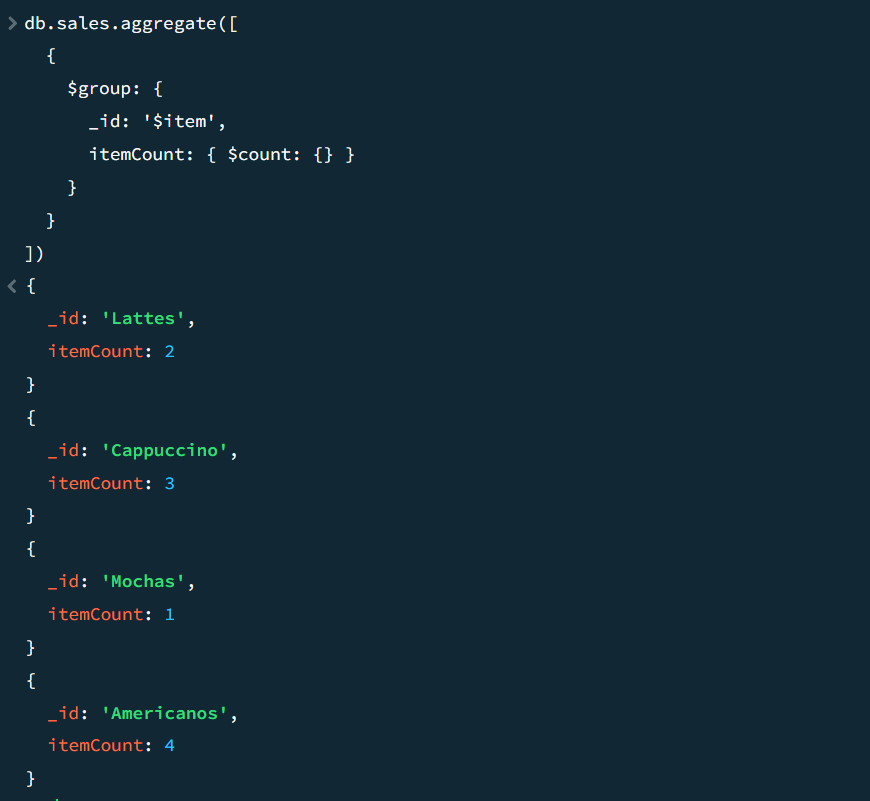 > db.sales.aggregate([
    {
      $group: {
        _id: '$item',
        itemCount: { $count: {} }
      }
    }
  ])
< {
    _id: 'Lattes',
    itemCount: 2
  }
  {
    _id: 'Cappuccino',
    itemCount: 3
  }
  {
    _id: 'Mochas',
    itemCount: 1
  }
  {
    _id: 'Americanos',
    itemCount: 4
  }